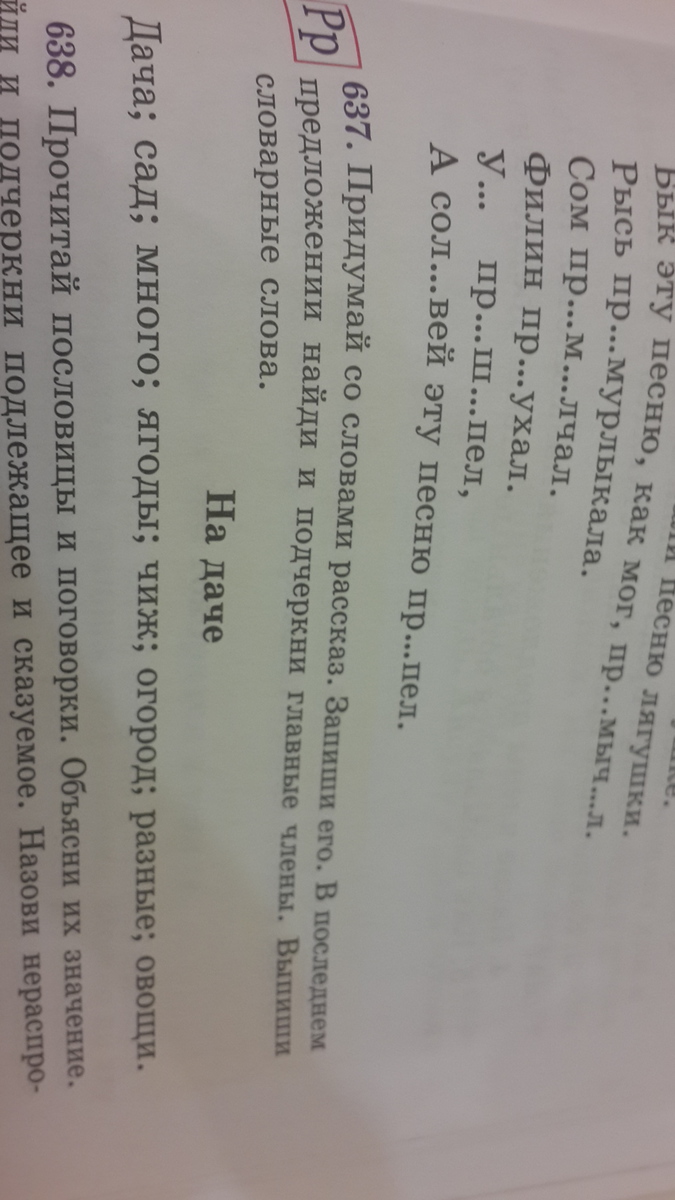 Бык эту песню, как мог, пр...мыч...л.
Рысь пр...мурлыкала.
Сом пр...м...лчал.
Филин пр...ухал.
У... пр...ш...пел,
А сол...вей эту песню пр...пел.
Рр 637. Придумай со словами рассказ. Запиши его. В последнем
предложении найди и подчеркни главные члены. Выпиши
словарные слова.
На даче
Дача; сад; много; ягоды; чиж; огород; разные; овощи.
638. Прочитай пословицы и поговорки. Объясни их значение.
и подчеркни подлежащее и сказуемое. Назови нераспро-